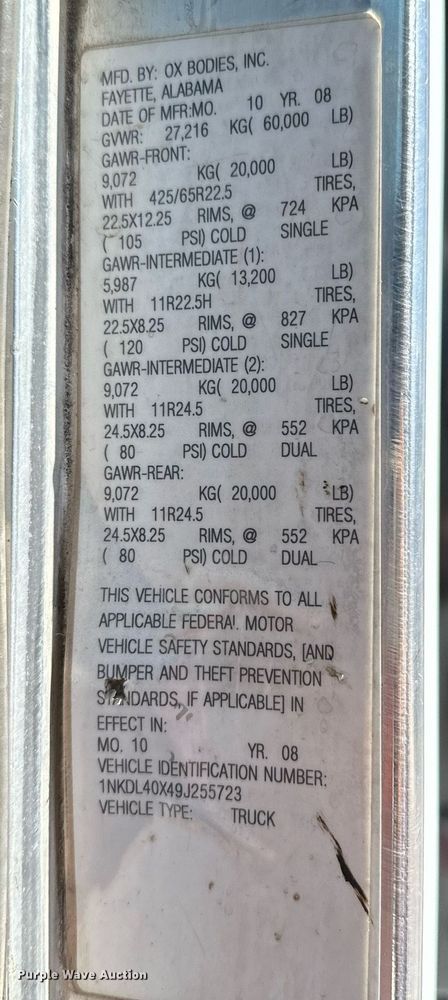 MFD. BY: OX BODIES, INC.
FAYETTE, ALABAMA
DATE OF MFR:MO. 10 YR. 08
GVWR: 27,216 KG( 60,000 LB)
GAWR-FRONT:
9,072 KG( 20,000 LB)
WITH 425/65R22.5 TIRES,
22.5X12.25 RIMS, @ 724 KPA
( 105 PSI) COLD SINGLE
GAWR-INTERMEDIATE (1):
5,987 KG( 13,200 LB)
WITH 11R22.5H TIRES,
22.5X8.25 RIMS, @ 827 KPA
( 120 PSI) COLD SINGLE
GAWR-INTERMEDIATE (2):
9,072 KG( 20,000 LB)
WITH 11R24.5 TIRES,
24.5X8.25 RIMS, @ 552 KPA
( 80 PSI) COLD DUAL
GAWR-REAR:
9,072 KG( 20,000 LB)
WITH 11R24.5 TIRES,
24.5X8.25 RIMS, @ 552 KPA
( 80 PSI) COLD DUAL
THIS VEHICLE CONFORMS TO ALL
APPLICABLE FEDERAL MOTOR
VEHICLE SAFETY STANDARDS, [AND
BUMPER AND THEFT PREVENTION
STANDARDS, IF APPLICABLE] IN
EFFECT IN:
MO. 10 YR. 08
VEHICLE IDENTIFICATION NUMBER:
1NKDL40X49J255723
VEHICLE TYPE: TRUCK
Purple Wave Auction